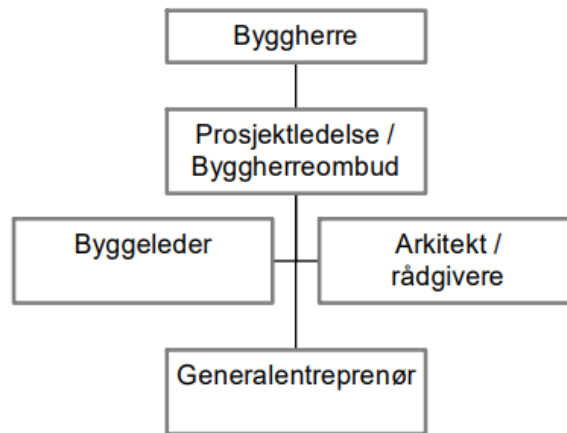 Byggherre
Prosjektledelse /
Byggherreombud
Byggeleder
Arkitekt /
rådgivere
Generalentreprenør